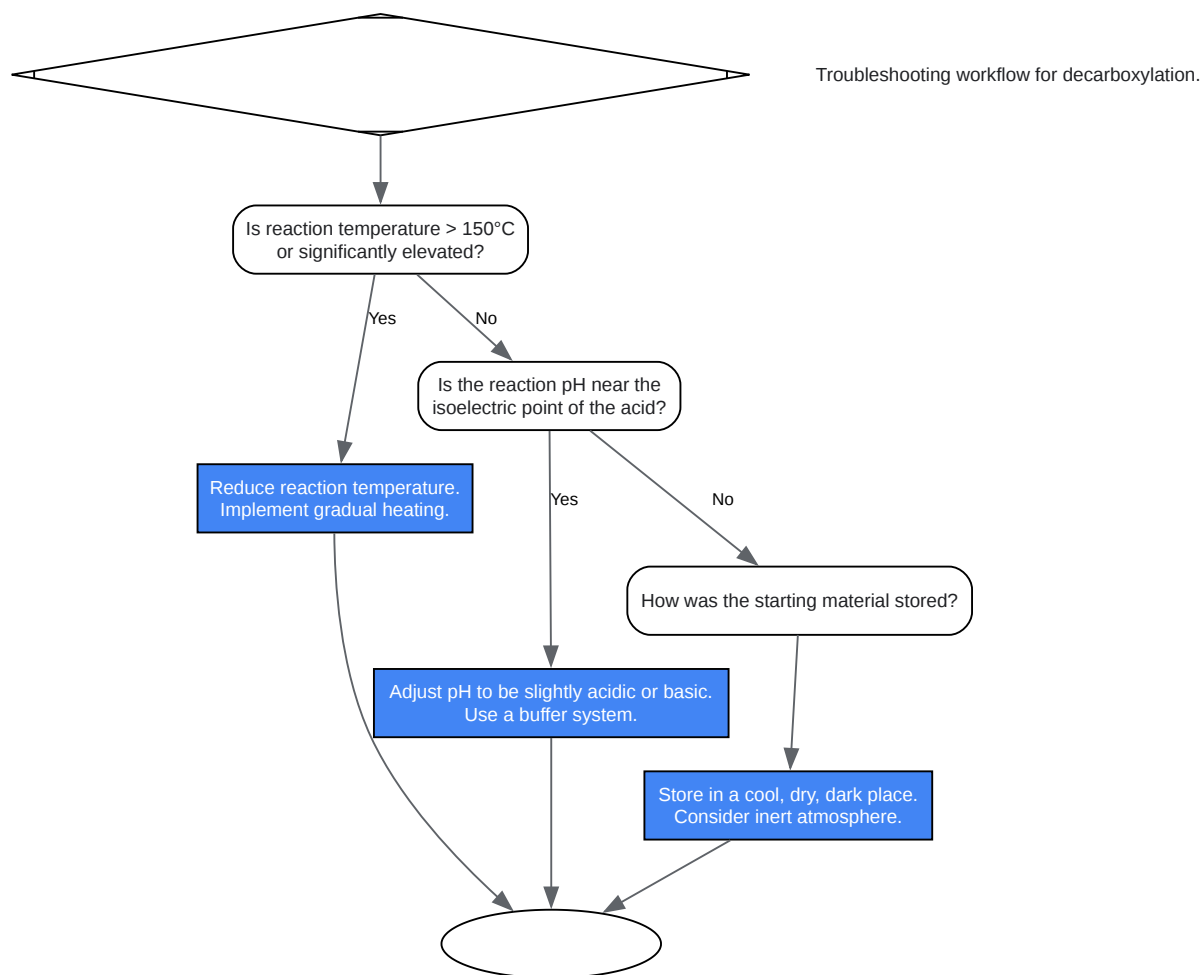 Troubleshooting workflow for decarboxylation.
Is reaction temperature > 150°C
or significantly elevated?
Yes
No
Is the reaction pH near the
isoelectric point of the acid?
Reduce reaction temperature.
Implement gradual heating.
Yes
No
How was the starting material stored?
Adjust pH to be slightly acidic or basic.
Use a buffer system.
Store in a cool, dry, dark place.
Consider inert atmosphere.